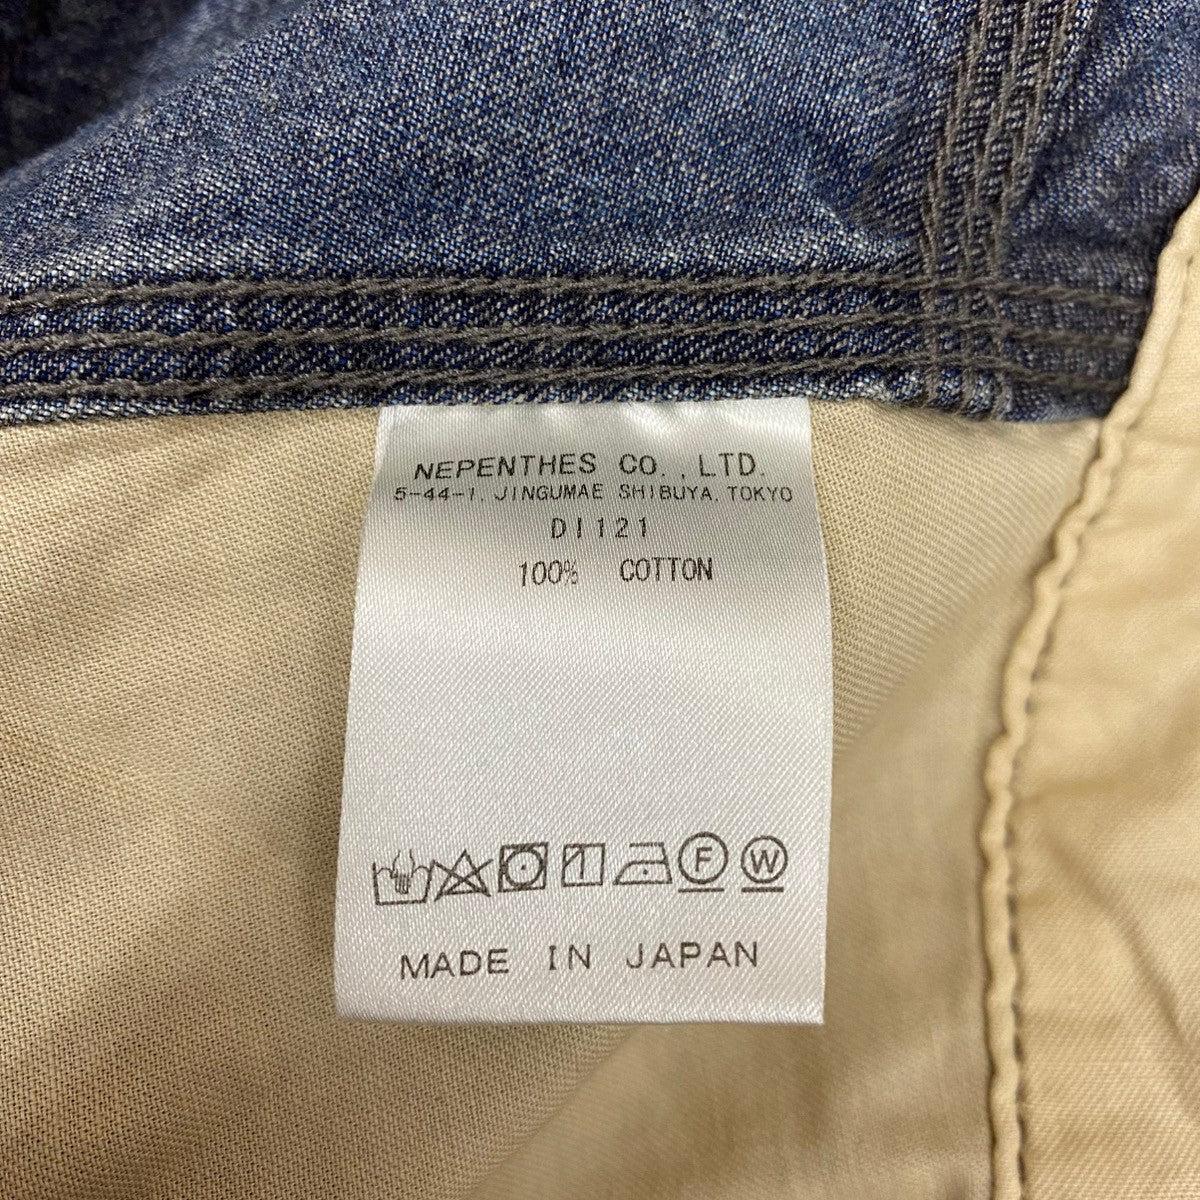 NEPENTHES CO.,LTD.
5-44-1, JINGUMAE SHIBUYA, TOKYO
DI121
100% COTTON
F W
MADE IN JAPAN